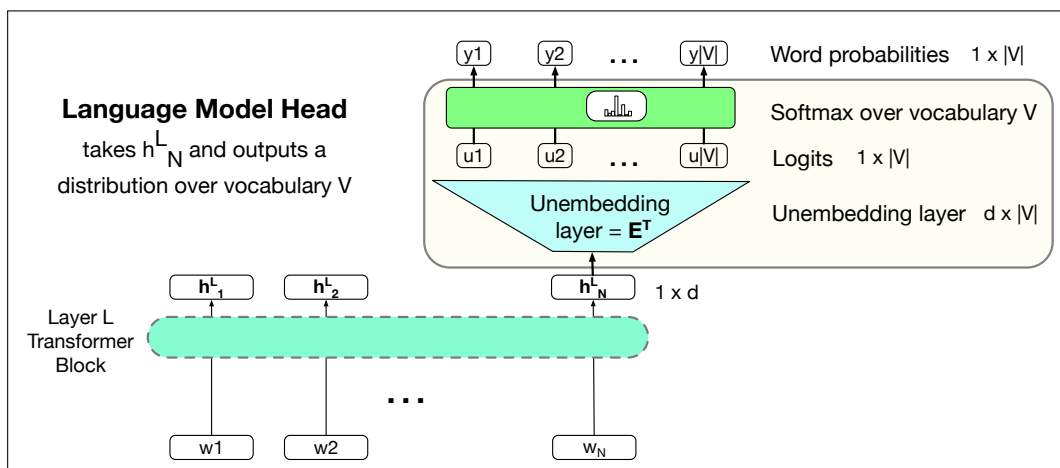 y1 y2 ... y|V| Word probabilities 1 x |V|
Language Model Head
takes h^L_N and outputs a
distribution over vocabulary V
Softmax over vocabulary V
u1 u2 ... u|V| Logits 1 x |V|
Unembedding
layer = E^T
Unembedding layer d x |V|
h^L_1 h^L_2 h^L_N 1 x d
Layer L
Transformer
Block
...
w1 w2 w_N